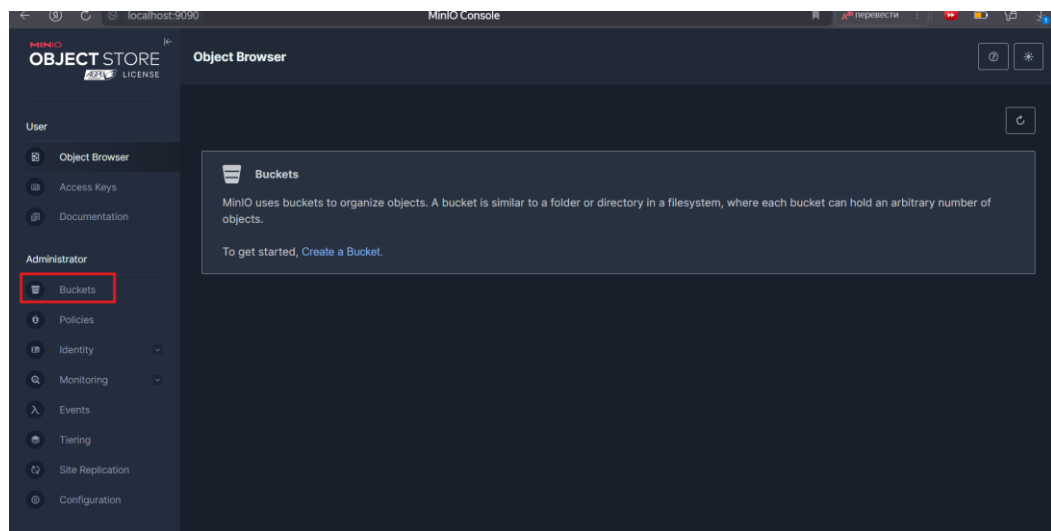 localhost:9090
MinIO Console
перевести
MINIO
OBJECT STORE
LICENSE
Object Browser
User
Object Browser
Access Keys
Documentation
Administrator
Buckets
Policies
Identity
Monitoring
Events
Tiering
Site Replication
Configuration
Buckets
MinIO uses buckets to organize objects. A bucket is similar to a folder or directory in a filesystem, where each bucket can hold an arbitrary number of
objects.
To get started, Create a Bucket.